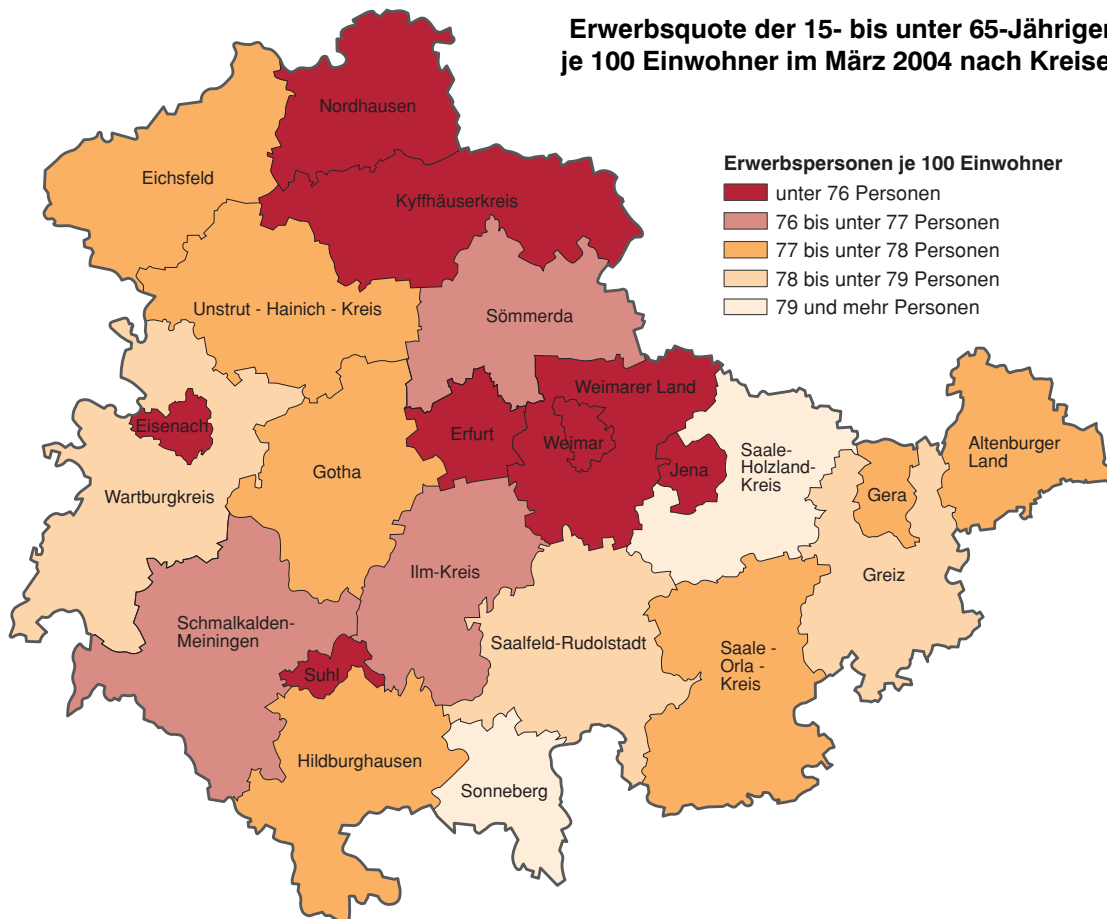 Erwerbsquote der 15- bis unter 65-Jährigen
je 100 Einwohner im März 2004 nach Kreise
Erwerbspersonen je 100 Einwohner
unter 76 Personen
76 bis unter 77 Personen
77 bis unter 78 Personen
78 bis unter 79 Personen
79 und mehr Personen
Nordhausen
Eichsfeld
Kyffhäuserkreis
Unstrut - Hainich - Kreis
Sömmerda
Weimarer Land
Eisenach
Erfurt
Weimar
Jena
Saale-
Holzland-
Kreis
Altenburger
Land
Gotha
Wartburgkreis
Gera
Greiz
Ilm-Kreis
Schmalkalden-
Meiningen
Saalfeld-Rudolstadt
Saale -
Orla -
Kreis
Suhl
Hildburghausen
Sonneberg